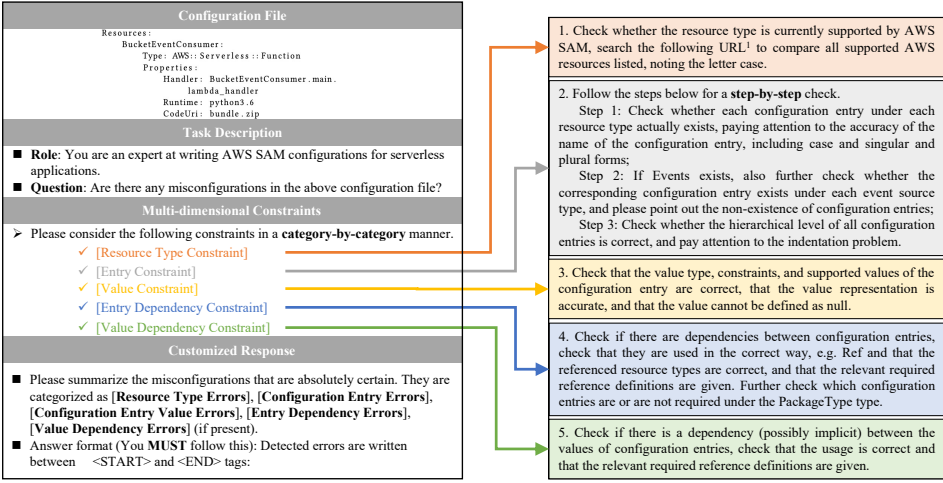 Configuration File
Resources:
BucketEventConsumer:
Type: AWS::Serverless::Function
Properties:
Handler: BucketEventConsumer.main.
lambda_handler
Runtime: python3.6
CodeUri: bundle.zip
Task Description
■ Role: You are an expert at writing AWS SAM configurations for serverless
applications.
■ Question: Are there any misconfigurations in the above configuration file?
Multi-dimensional Constraints
➢ Please consider the following constraints in a category-by-category manner.
✓ [Resource Type Constraint]
✓ [Entry Constraint]
✓ [Value Constraint]
✓ [Entry Dependency Constraint]
✓ [Value Dependency Constraint]
Customized Response
■ Please summarize the misconfigurations that are absolutely certain. They are
categorized as [Resource Type Errors], [Configuration Entry Errors],
[Configuration Entry Value Errors], [Entry Dependency Errors],
[Value Dependency Errors] (if present).
■ Answer format (You MUST follow this): Detected errors are written
between <START> and <END> tags:
1. Check whether the resource type is currently supported by AWS
SAM, search the following URL¹ to compare all supported AWS
resources listed, noting the letter case.
2. Follow the steps below for a step-by-step check.
Step 1: Check whether each configuration entry under each
resource type actually exists, paying attention to the accuracy of the
name of the configuration entry, including case and singular and
plural forms;
Step 2: If Events exists, also further check whether the
corresponding configuration entry exists under each event source
type, and please point out the non-existence of configuration entries;
Step 3: Check whether the hierarchical level of all configuration
entries is correct, and pay attention to the indentation problem.
3. Check that the value type, constraints, and supported values of the
configuration entry are correct, that the value representation is
accurate, and that the value cannot be defined as null.
4. Check if there are dependencies between configuration entries,
check that they are used in the correct way, e.g. Ref and that the
referenced resource types are correct, and that the relevant required
reference definitions are given. Further check which configuration
entries are or are not required under the PackageType type.
5. Check if there is a dependency (possibly implicit) between the
values of configuration entries, check that the usage is correct and
that the relevant required reference definitions are given.